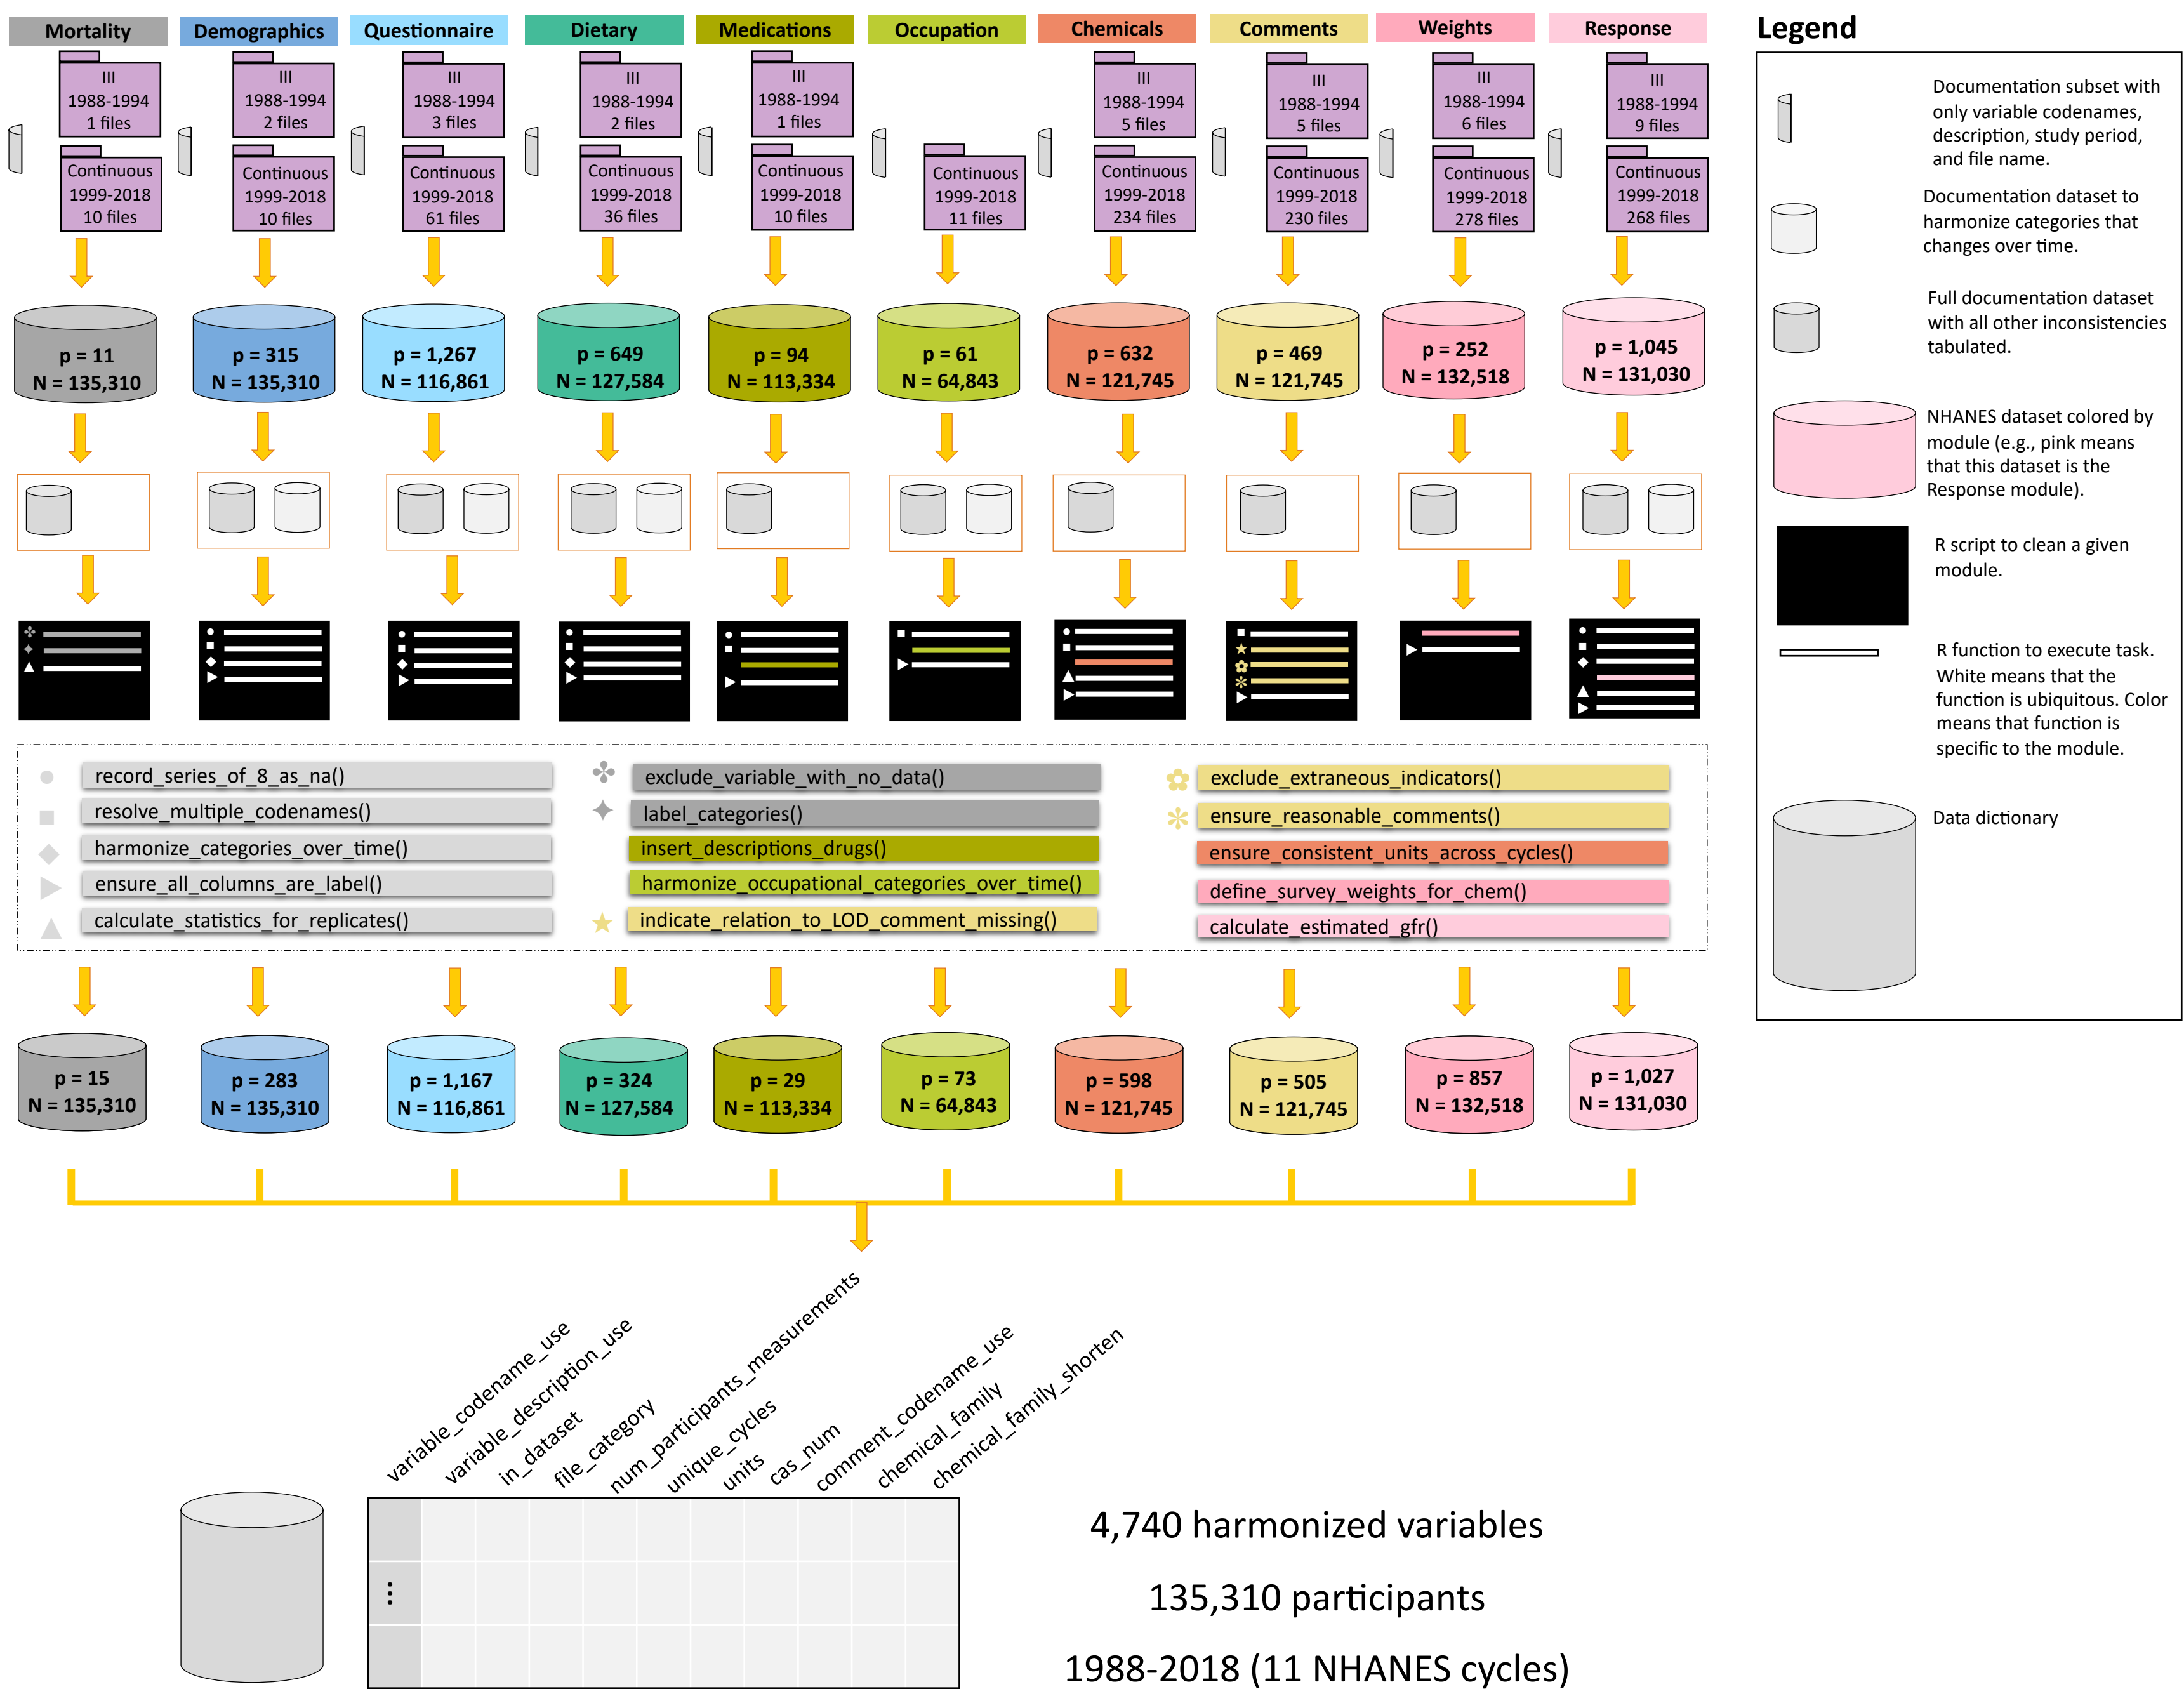 Mortality
Demographics
Questionnaire
Dietary
Medications
Occupation
Chemicals
Comments
Weights
Response
III
1988-1994
1 files
III
1988-1994
2 files
III
1988-1994
3 files
III
1988-1994
2 files
III
1988-1994
1 files
III
1988-1994
5 files
III
1988-1994
5 files
III
1988-1994
6 files
III
1988-1994
9 files
Continuous
1999-2018
10 files
Continuous
1999-2018
10 files
Continuous
1999-2018
61 files
Continuous
1999-2018
36 files
Continuous
1999-2018
10 files
Continuous
1999-2018
11 files
Continuous
1999-2018
234 files
Continuous
1999-2018
230 files
Continuous
1999-2018
278 files
Continuous
1999-2018
268 files
p = 11
N = 135,310
p = 315
N = 135,310
p = 1,267
N = 116,861
p = 649
N = 127,584
p = 94
N = 113,334
p = 61
N = 64,843
p = 632
N = 121,745
p = 469
N = 121,745
p = 252
N = 132,518
p = 1,045
N = 131,030
record_series_of_8_as_na()
resolve_multiple_codenames()
harmonize_categories_over_time()
ensure_all_columns_are_label()
calculate_statistics_for_replicates()
exclude_variable_with_no_data()
label_categories()
insert_descriptions_drugs()
harmonize_occupational_categories_over_time()
indicate_relation_to_LOD_comment_missing()
exclude_extraneous_indicators()
ensure_reasonable_comments()
ensure_consistent_units_across_cycles()
define_survey_weights_for_chem()
calculate_estimated_gfr()
p = 15
N = 135,310
p = 283
N = 135,310
p = 1,167
N = 116,861
p = 324
N = 127,584
p = 29
N = 113,334
p = 73
N = 64,843
p = 598
N = 121,745
p = 505
N = 121,745
p = 857
N = 132,518
p = 1,027
N = 131,030
variable_codename_use
variable_description_use
in_dataset
file_category
num_participants_measurements
unique_cycles
units
cas_num
comment_codename_use
chemical_family
chemical_family_shorten
...
4,740 harmonized variables
135,310 participants
1988-2018 (11 NHANES cycles)
Legend
Documentation subset with
only variable codenames,
description, study period,
and file name.
Documentation dataset to
harmonize categories that
changes over time.
Full documentation dataset
with all other inconsistencies
tabulated.
NHANES dataset colored by
module (e.g., pink means
that this dataset is the
Response module).
R script to clean a given
module.
R function to execute task.
White means that the
function is ubiquitous. Color
means that function is
specific to the module.
Data dictionary